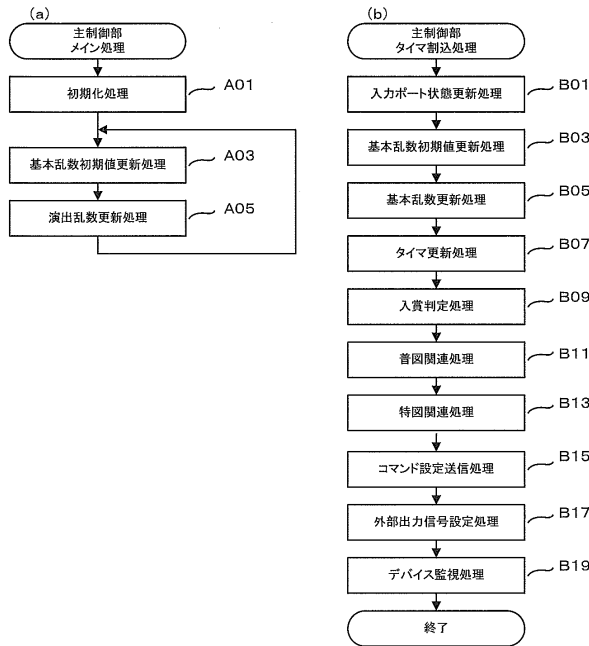 (a)
主制御部
メイン処理
初期化処理
A01
基本乱数初期値更新処理
A03
演出乱数更新処理
A05
(b)
主制御部
タイマ割込処理
入力ポート状態更新処理
B01
基本乱数初期値更新処理
B03
基本乱数更新処理
B05
タイマ更新処理
B07
入賞判定処理
B09
普図関連処理
B11
特図関連処理
B13
コマンド設定送信処理
B15
外部出力信号設定処理
B17
デバイス監視処理
B19
終了